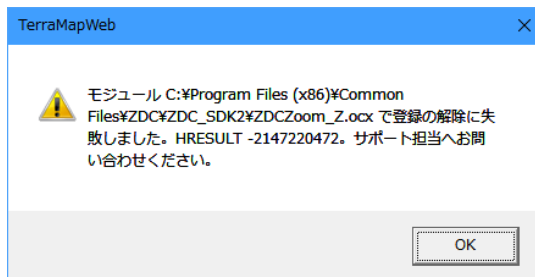 TerraMapWeb
モジュール C:¥Program Files (x86)¥Common
Files¥ZDC¥ZDC_SDK2¥ZDCZoom_Z.ocx で登録の解除に失
敗しました。HRESULT -2147220472。サポート担当へお問
い合わせください。
OK